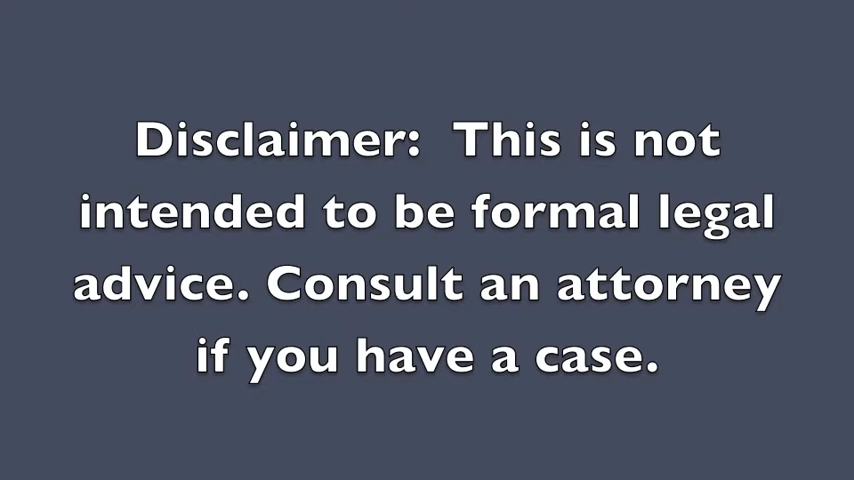 Disclaimer:  This is not
intended to be formal legal
advice. Consult an attorney
if you have a case.